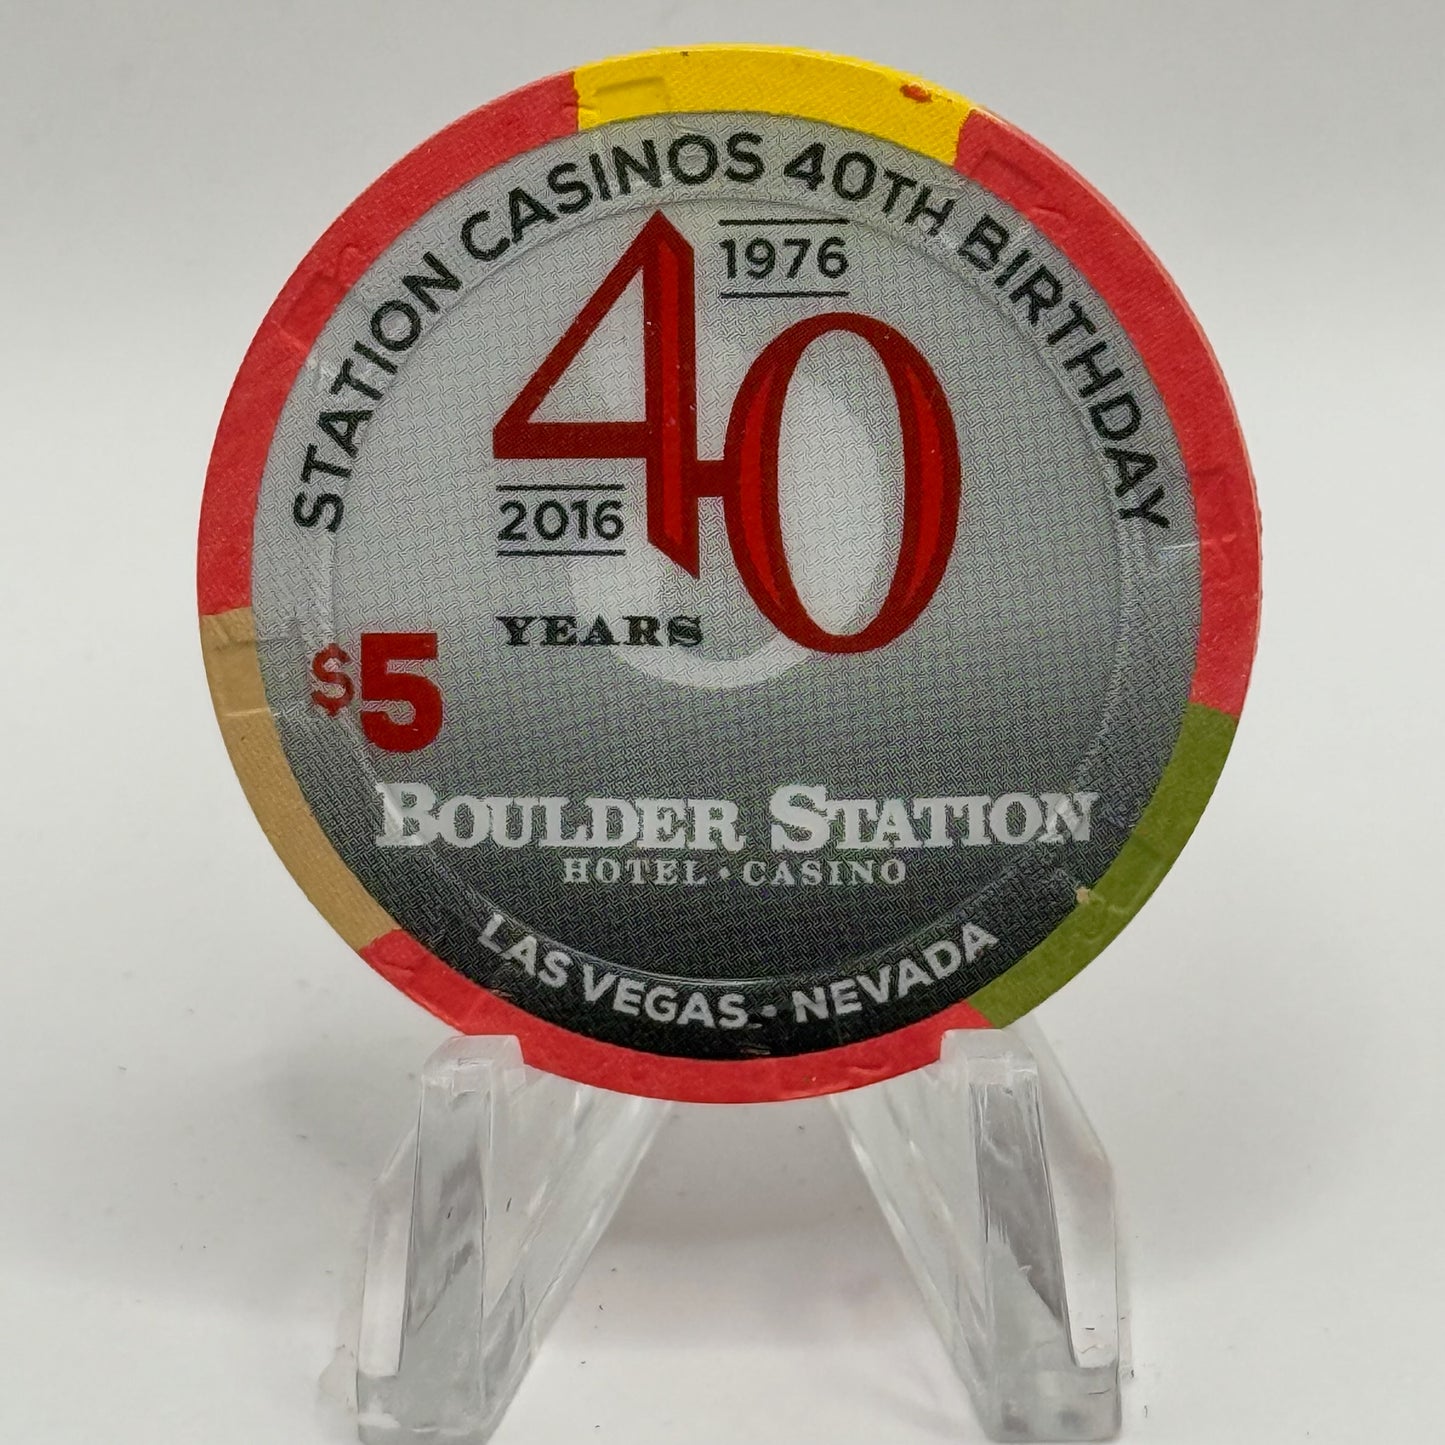 STATION CASINOS 40TH BIRTHDAY
1976
40
2016
YEARS
$5
BOULDER STATION
HOTEL · CASINO
LAS VEGAS · NEVADA